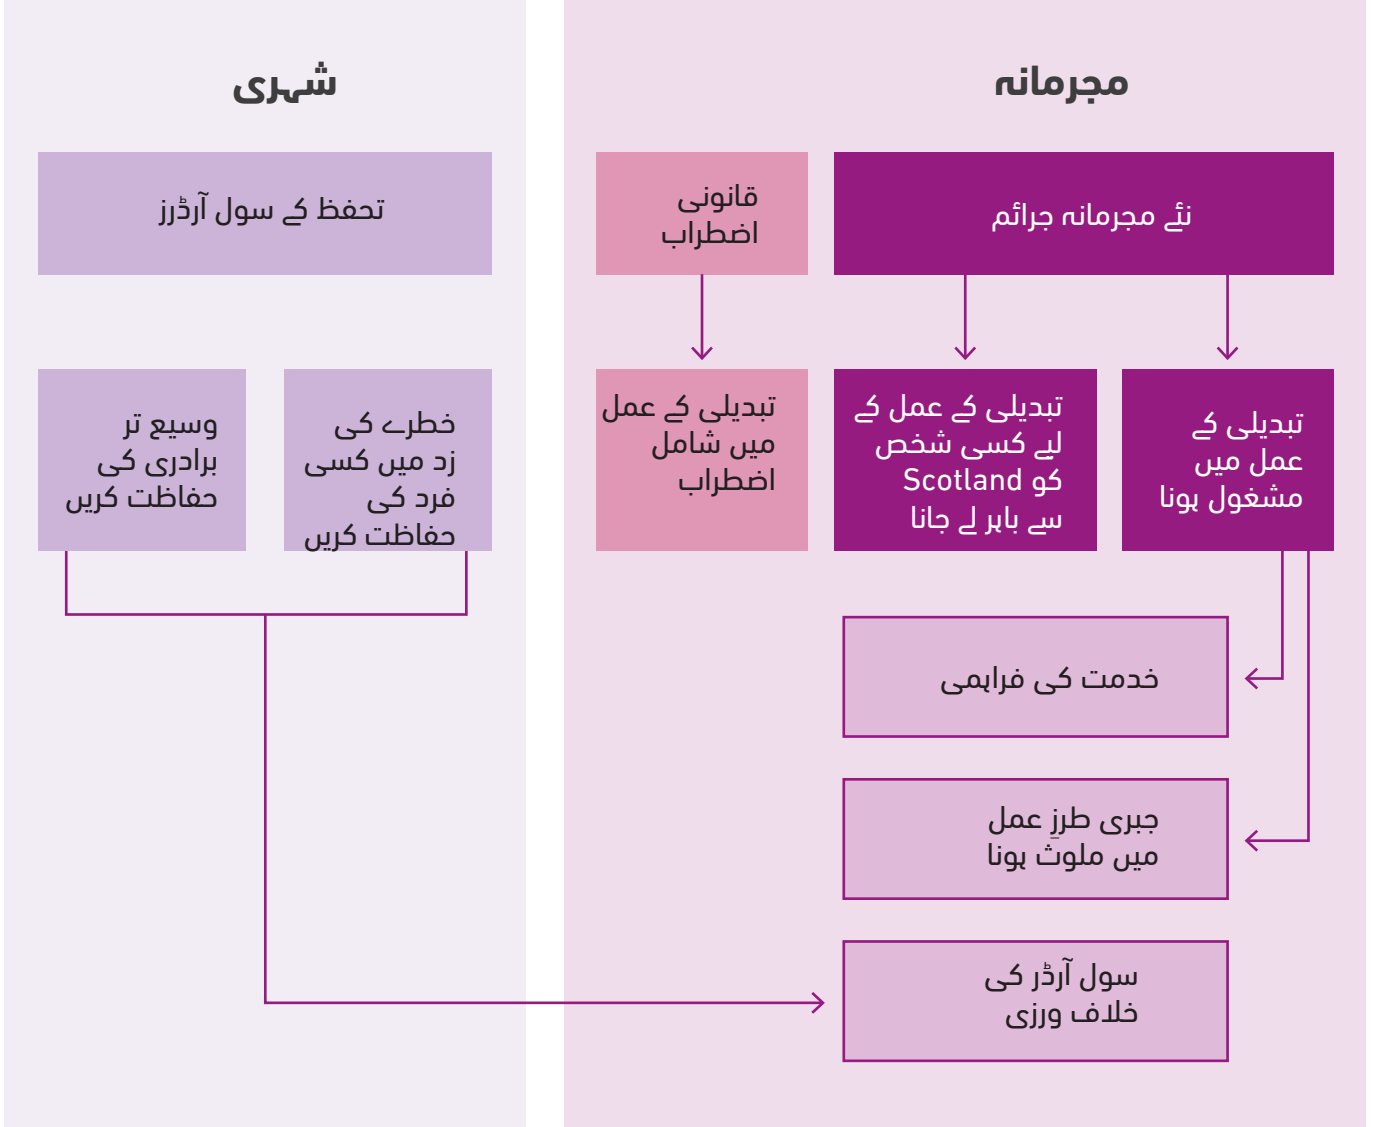 مجرمانہ
نئے مجرمانہ جرائم
قانونی
اضطراب
تبدیلی کے
عمل میں
مشغول ہونا
تبدیلی کے عمل کے
لیے کسی شخص
کو Scotland
سے باہر لے جانا
تبدیلی کے عمل
میں شامل
اضطراب
خدمت کی فراہمی
جبری طرزِ عمل
میں ملوث ہونا
سول آرڈر کی
خلاف ورزی
شہری
تحفظ کے سول آرڈرز
خطرے کی
زد میں کسی
فرد کی
حفاظت کریں
وسیع تر
برادری کی
حفاظت کریں